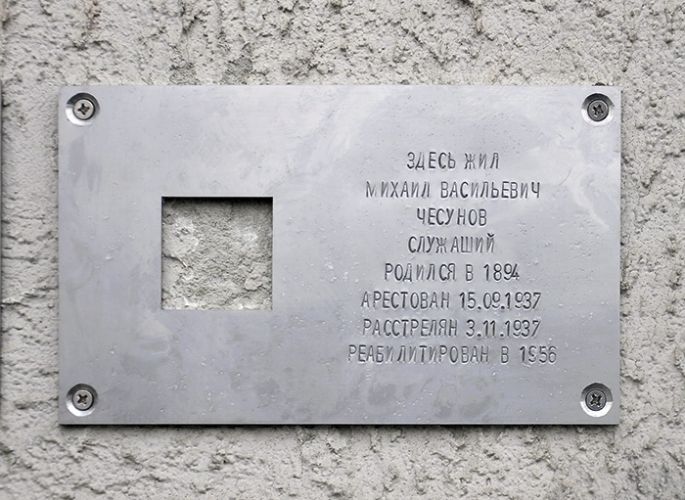 ЗДЕСЬ ЖИЛ
МИХАИЛ ВАСИЛЬЕВИЧ
ЧЕСУНОВ
СЛУЖАЩИЙ
РОДИЛСЯ В 1894
АРЕСТОВАН 15.09.1937
РАССТРЕЛЯН 3.11.1937
РЕАБИЛИТИРОВАН В 1956